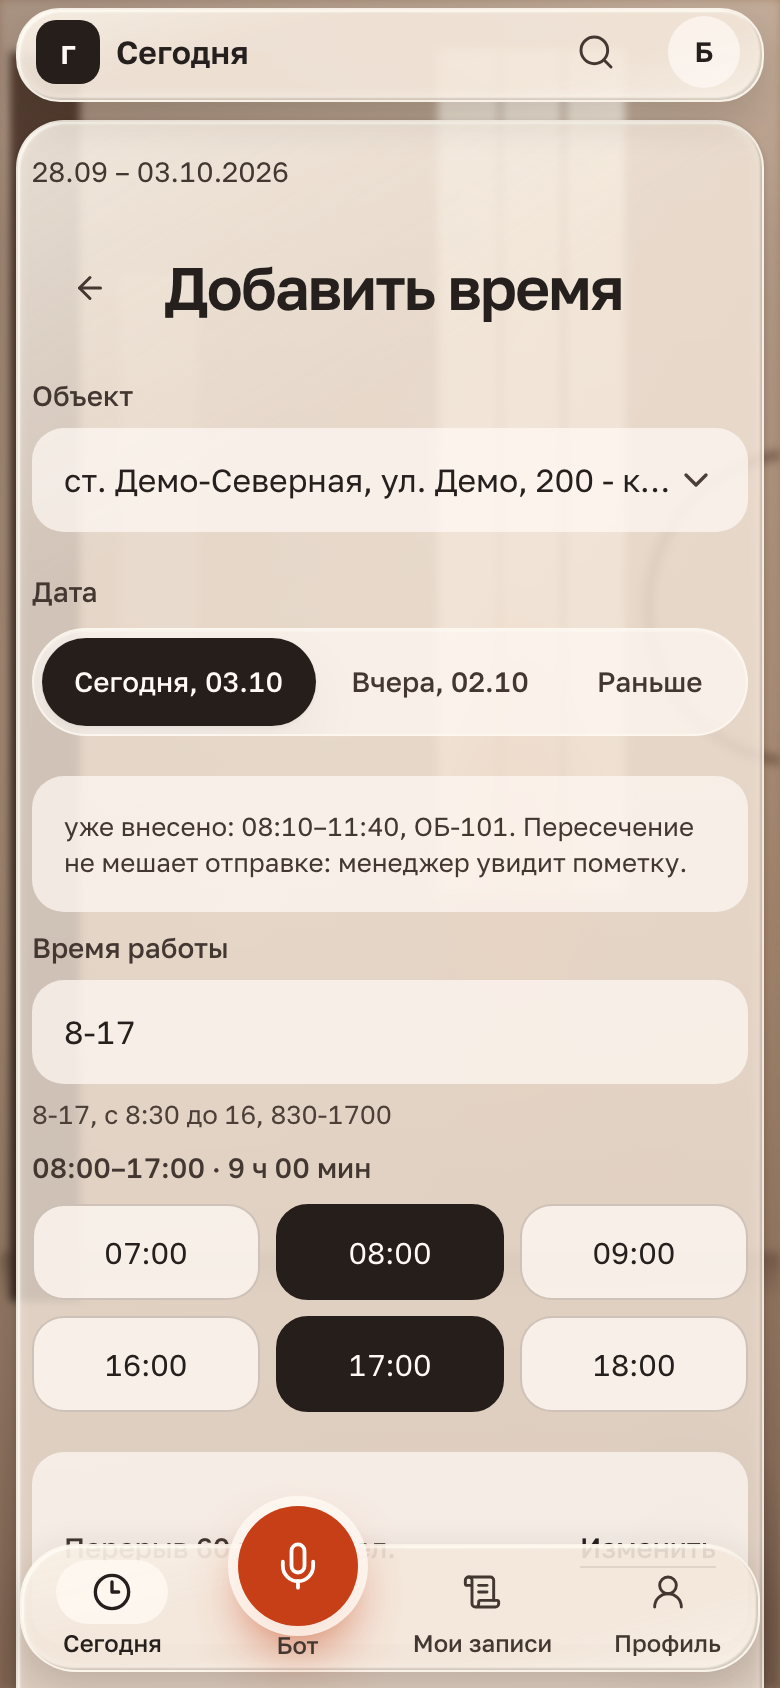 г Сегодня Б
28.09 – 03.10.2026
Добавить время
Объект
ст. Демо-Северная, ул. Демо, 200 - к...
Дата
Сегодня, 03.10 Вчера, 02.10 Раньше
уже внесено: 08:10–11:40, ОБ-101. Пересечение
не мешает отправке: менеджер увидит пометку.
Время работы
8-17
8-17, с 8:30 до 16, 830-1700
08:00–17:00 · 9 ч 00 мин
07:00 08:00 09:00
16:00 17:00 18:00
Перерыв 60 Изменить
Сегодня Бот Мои записи Профиль